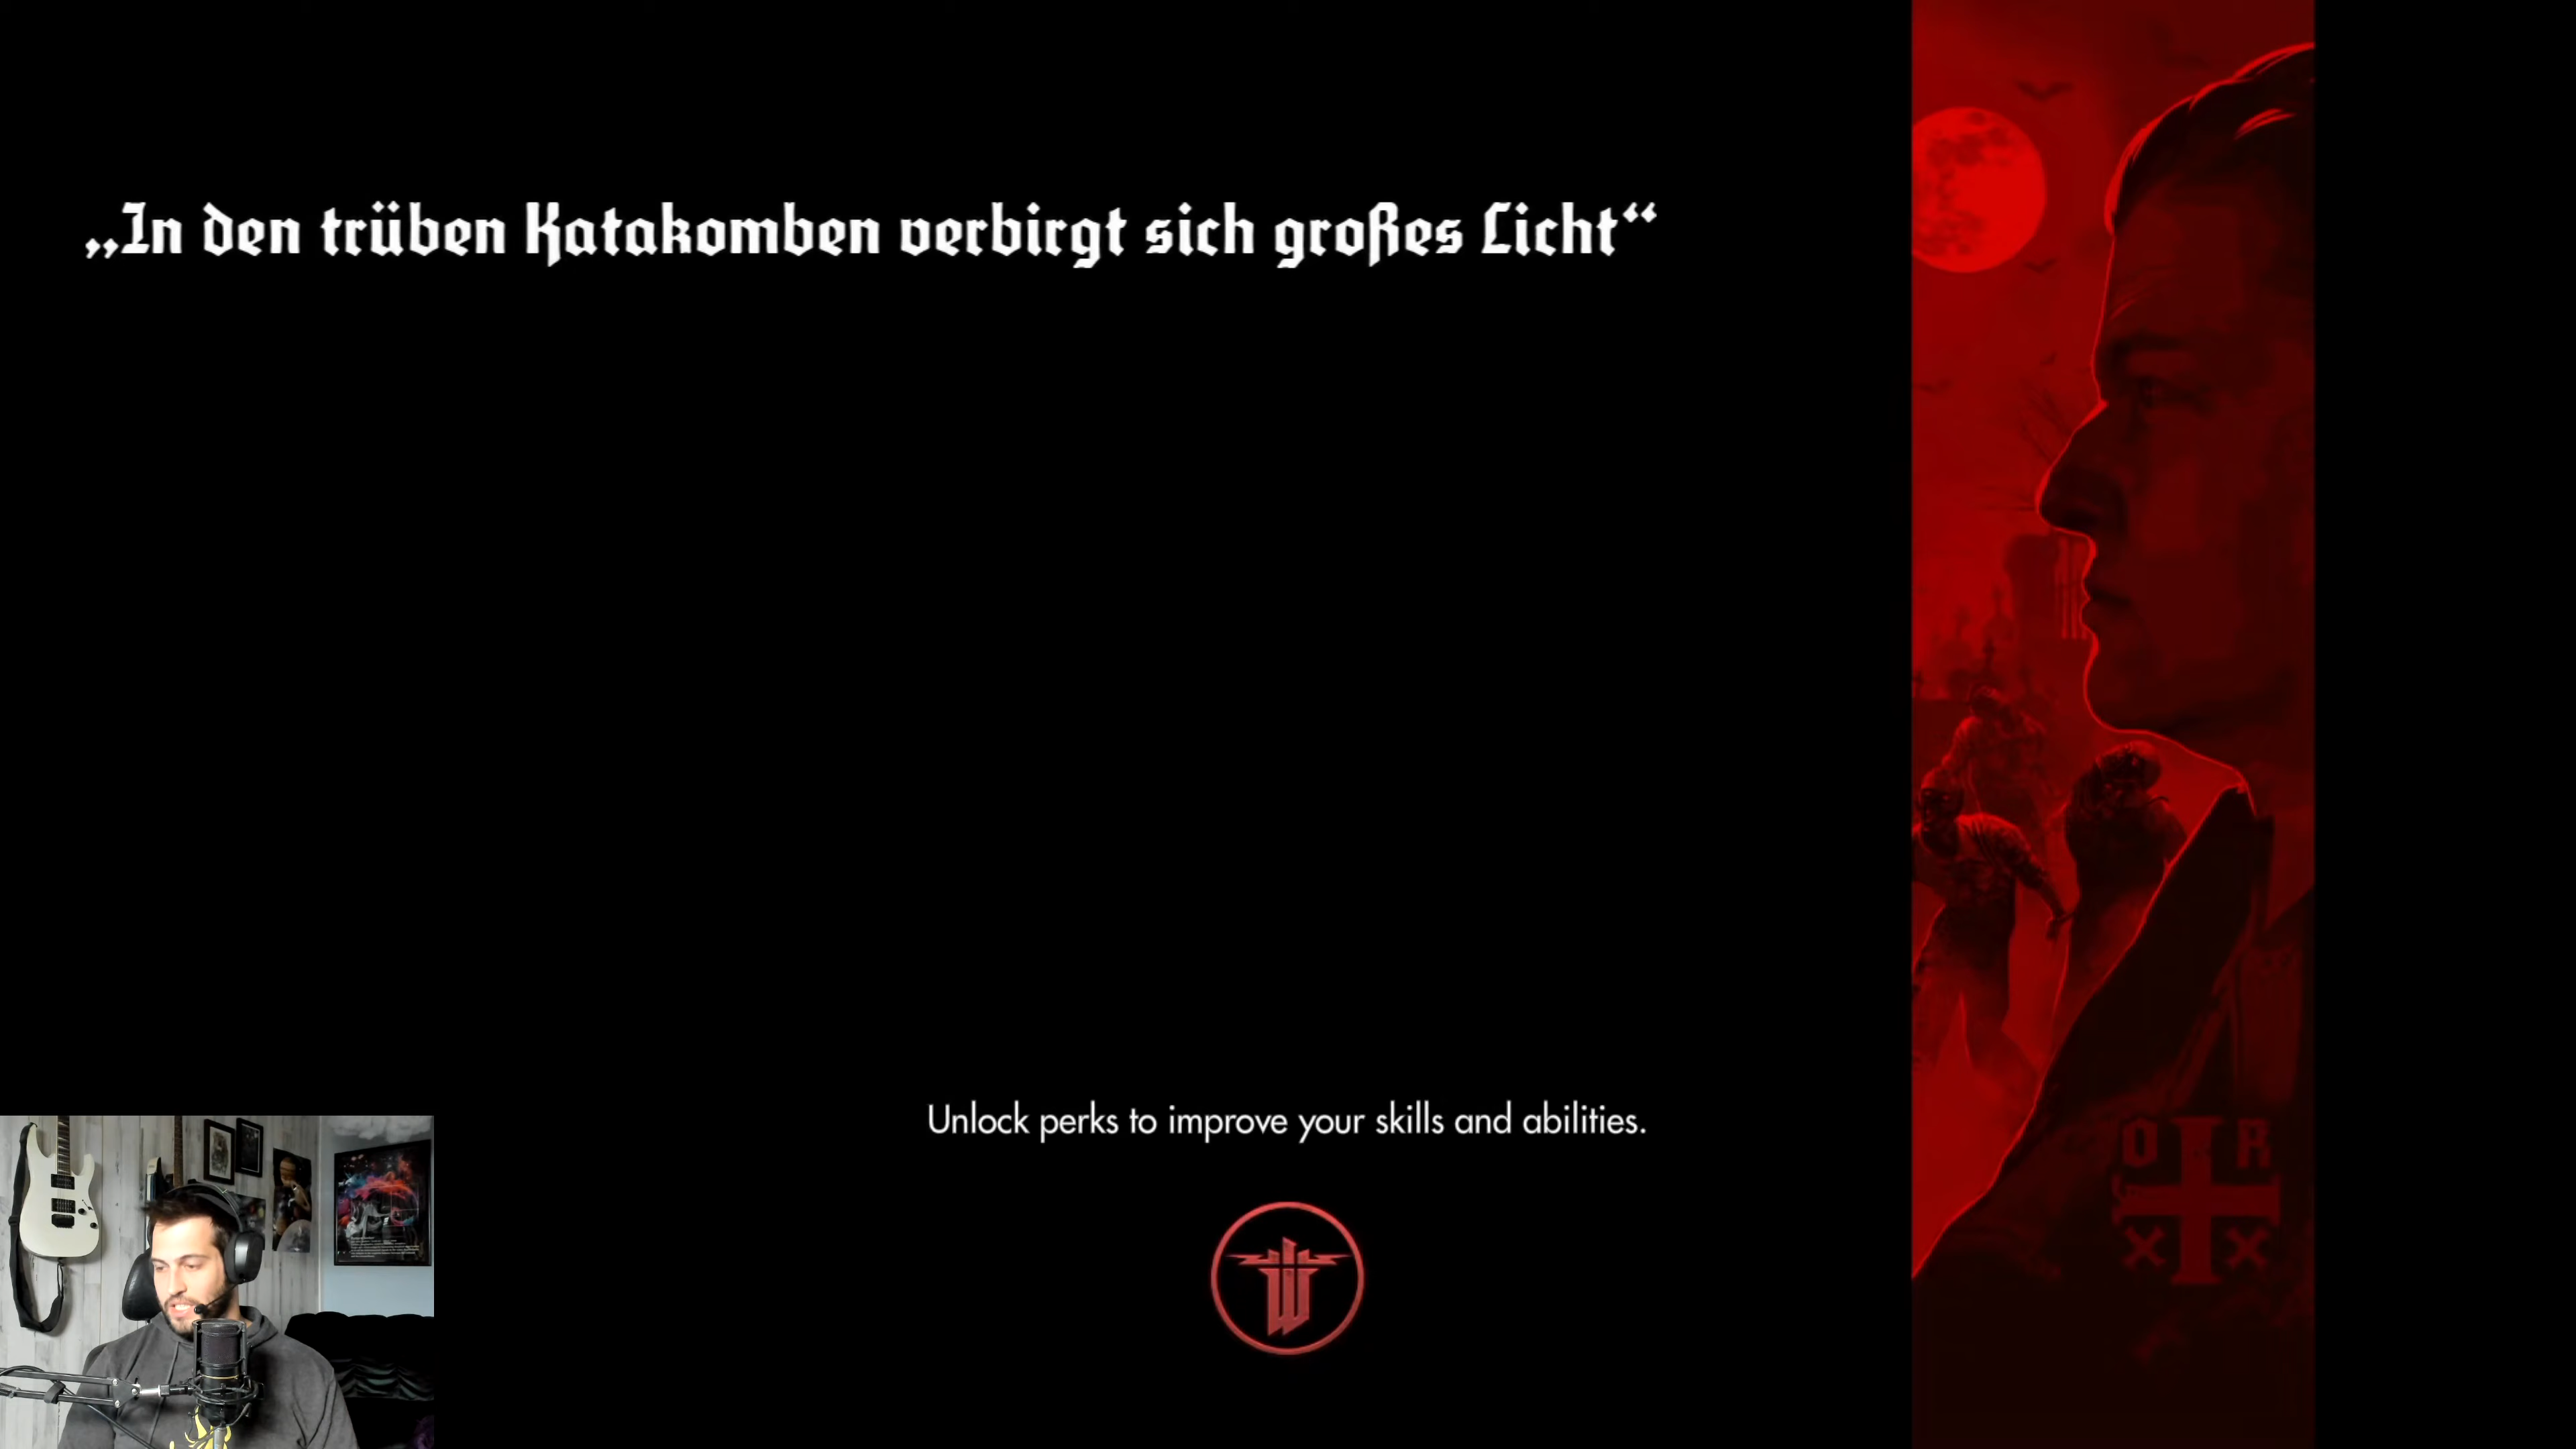 „In den trüben Katakomben verbirgt sich großes Licht“
Unlock perks to improve your skills and abilities.
O R
X X